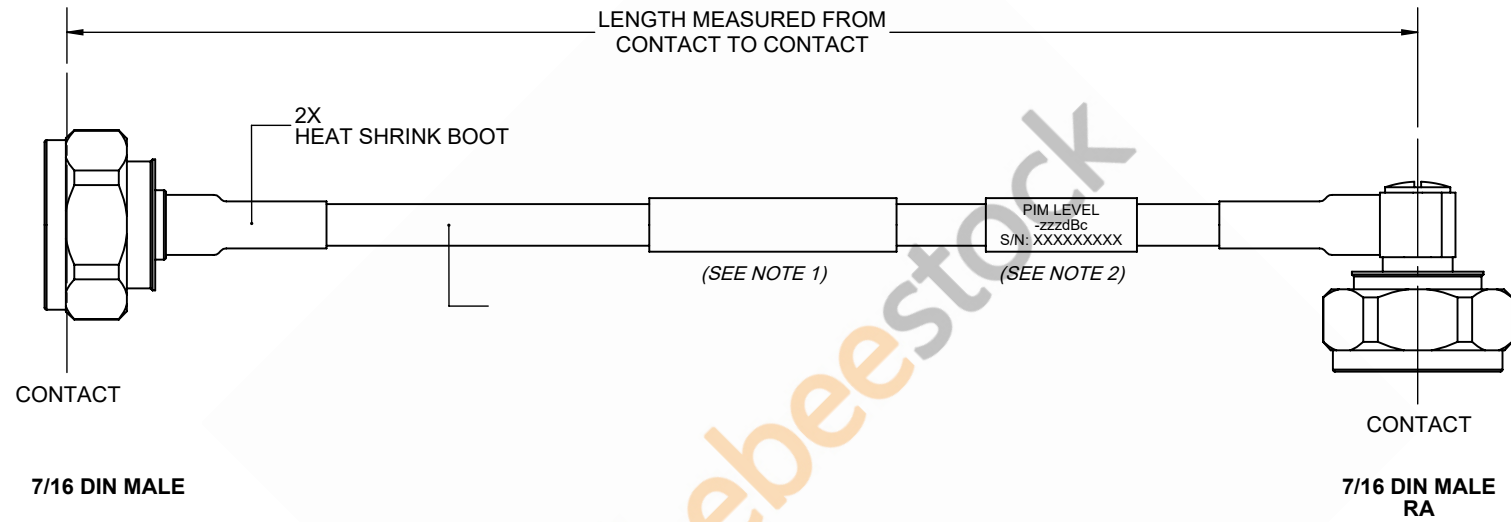 LENGTH MEASURED FROM
CONTACT TO CONTACT
2X
HEAT SHRINK BOOT
PIM LEVEL
-zzzdBc
S/N: XXXXXXXXX
(SEE NOTE 1)
(SEE NOTE 2)
CONTACT
CONTACT
7/16 DIN MALE
7/16 DIN MALE
RA
ebeestock